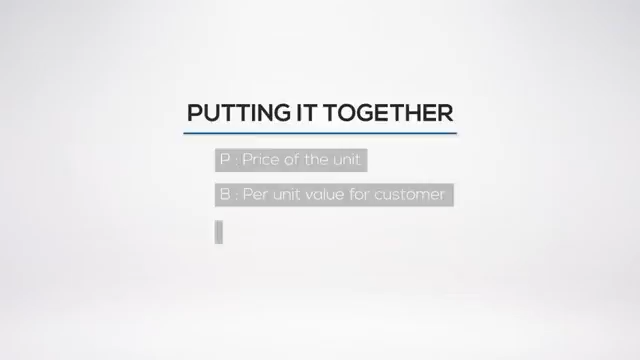 PUTTING IT TOGETHER
P : Price of the unit
B : Per unit value for customer